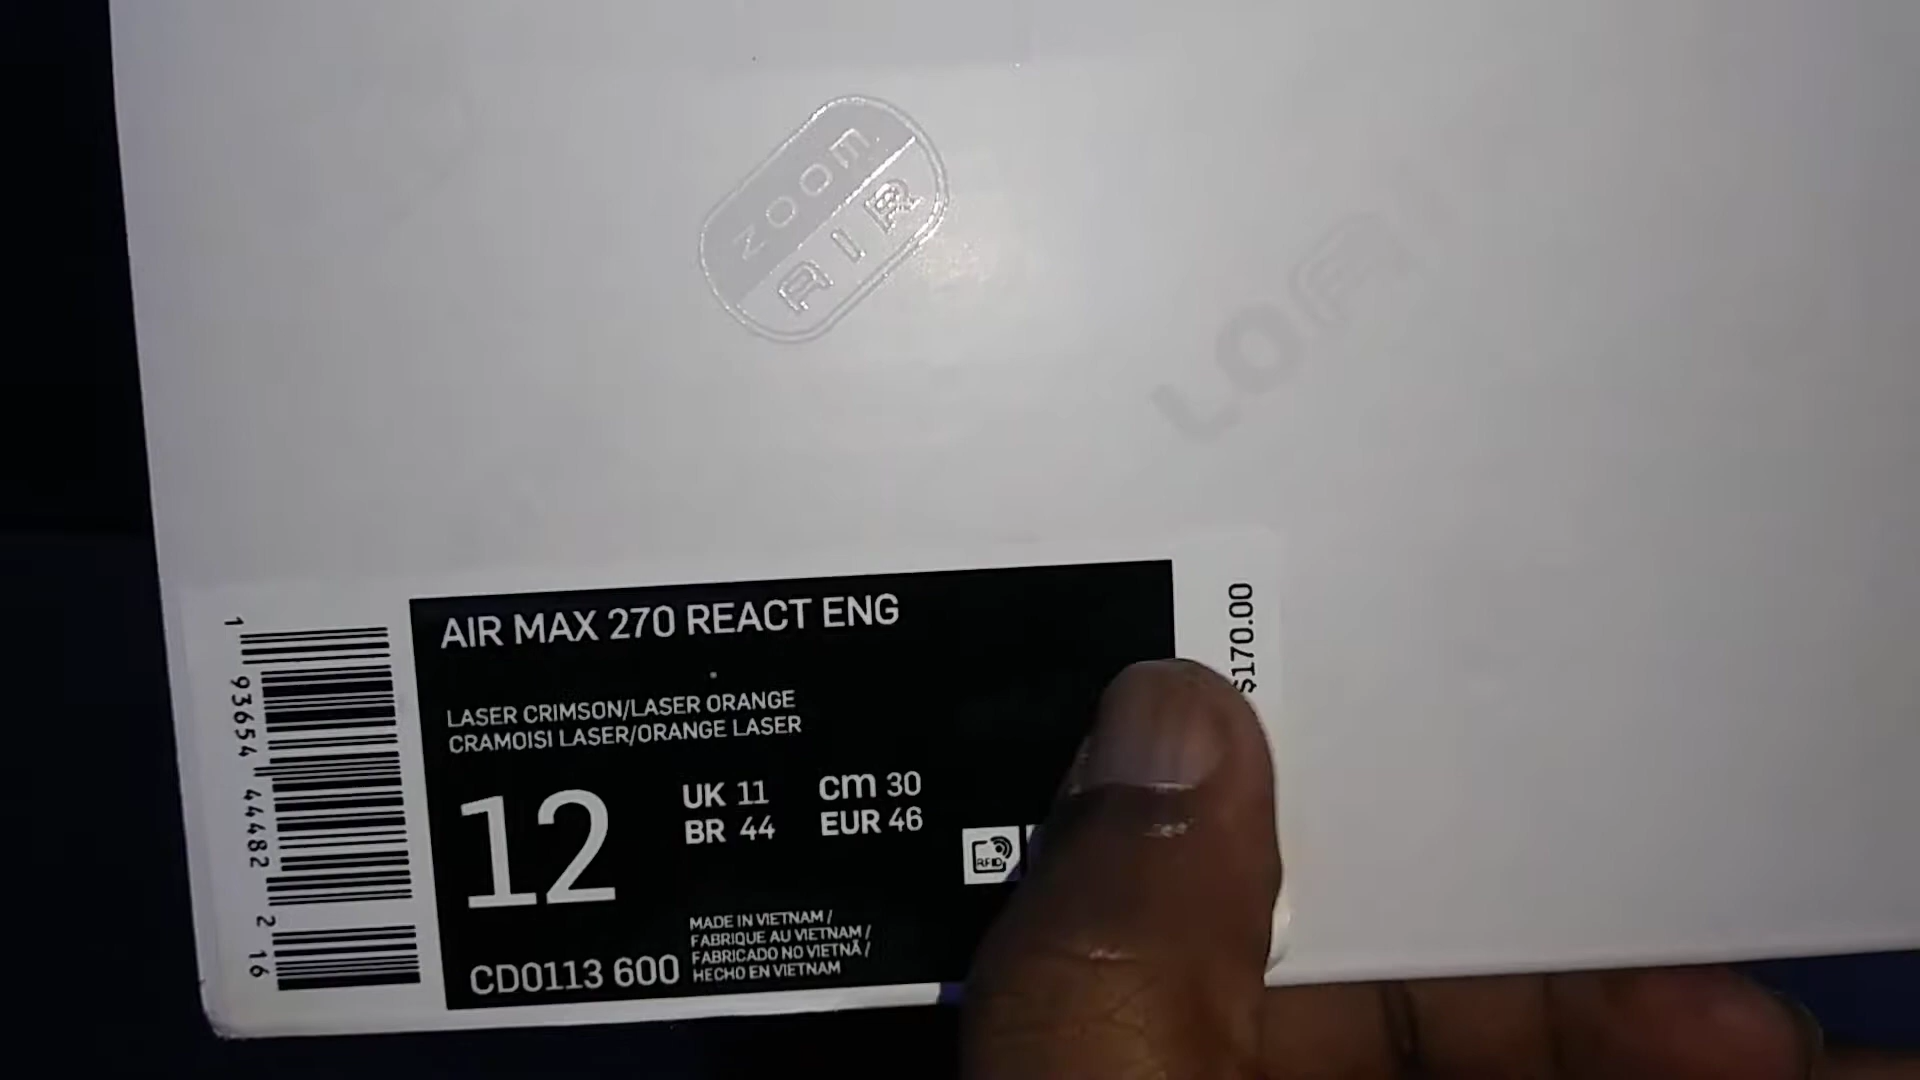 ZOOM
AIR
LOA
AIR MAX 270 REACT ENG
$170.00
LASER CRIMSON/LASER ORANGE
CRAMOISI LASER/ORANGE LASER
12
UK 11 cm 30
BR 44 EUR 46
RFID
MADE IN VIETNAM /
FABRIQUE AU VIETNAM /
FABRICADO NO VIETNÃ /
HECHO EN VIETNAM
CD0113 600
1 93654 44482 2 16